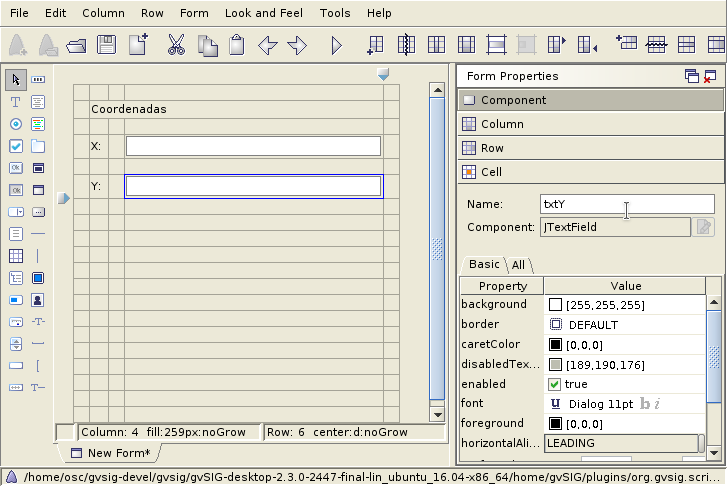 File Edit Column Row Form Look and Feel Tools Help
Form Properties
Component
Column
Row
Cell
Name: txtY
Component: JTextField
Basic All
Property Value
background [255,255,255]
border DEFAULT
caretColor [0,0,0]
disabledTex... [189,190,176]
enabled true
font U Dialog 11pt b i
foreground [0,0,0]
horizontalAli... LEADING
T
Ok
Ok
-T-
T--
Coordenadas
X:
Y:
Column: 4 fill:259px:noGrow Row: 6 center:d:noGrow
New Form*
/home/osc/gvsig-devel/gvsig/gvSIG-desktop-2.3.0-2447-final-lin_ubuntu_16.04-x86_64/home/gvSIG/plugins/org.gvsig.scri...